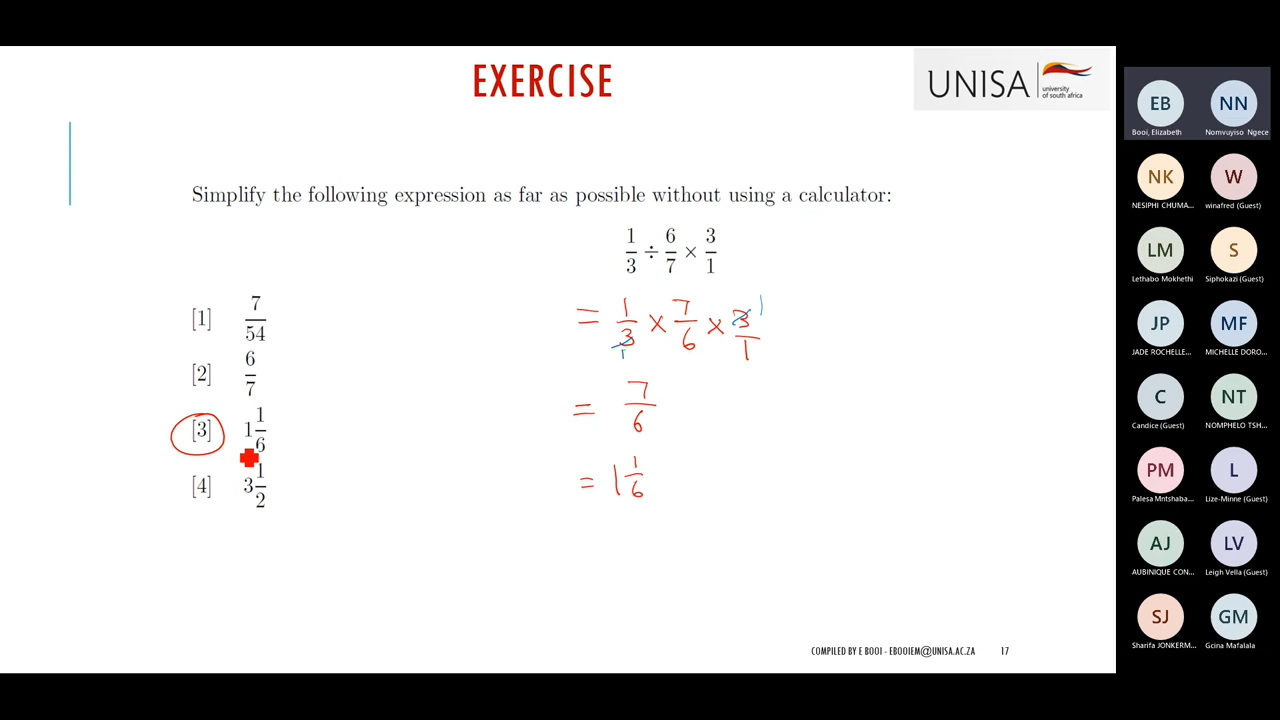 EXERCISE
UNISA
university
of south africa
Simplify the following expression as far as possible without using a calculator:
1/3 ÷ 6/7 × 3/1
= 1/3 × 7/6 × 3/1
1
1
= 7/6
= 1 1/6
[1] 7/54
[2] 6/7
[3] 1 1/6
[4] 3 1/2
COMPILED BY E BOOI - EBOOIEM@UNISA.AC.ZA 17
EB NN
Booi, Elizabeth Nomvuyiso Ngece
NK W
NESIPHI CHUMA... winafred (Guest)
LM S
Lethabo Mokhethi Siphokazi (Guest)
JP MF
JADE ROCHELLE... MICHELLE DORO...
C NT
Candice (Guest) NOMPHELO TSH...
PM L
Palesa Mntshaba... Lize-Minne (Guest)
AJ LV
AUBINIQUE CON... Leigh Vella (Guest)
SJ GM
Sharifa JONKERM... Gcina Mafalala